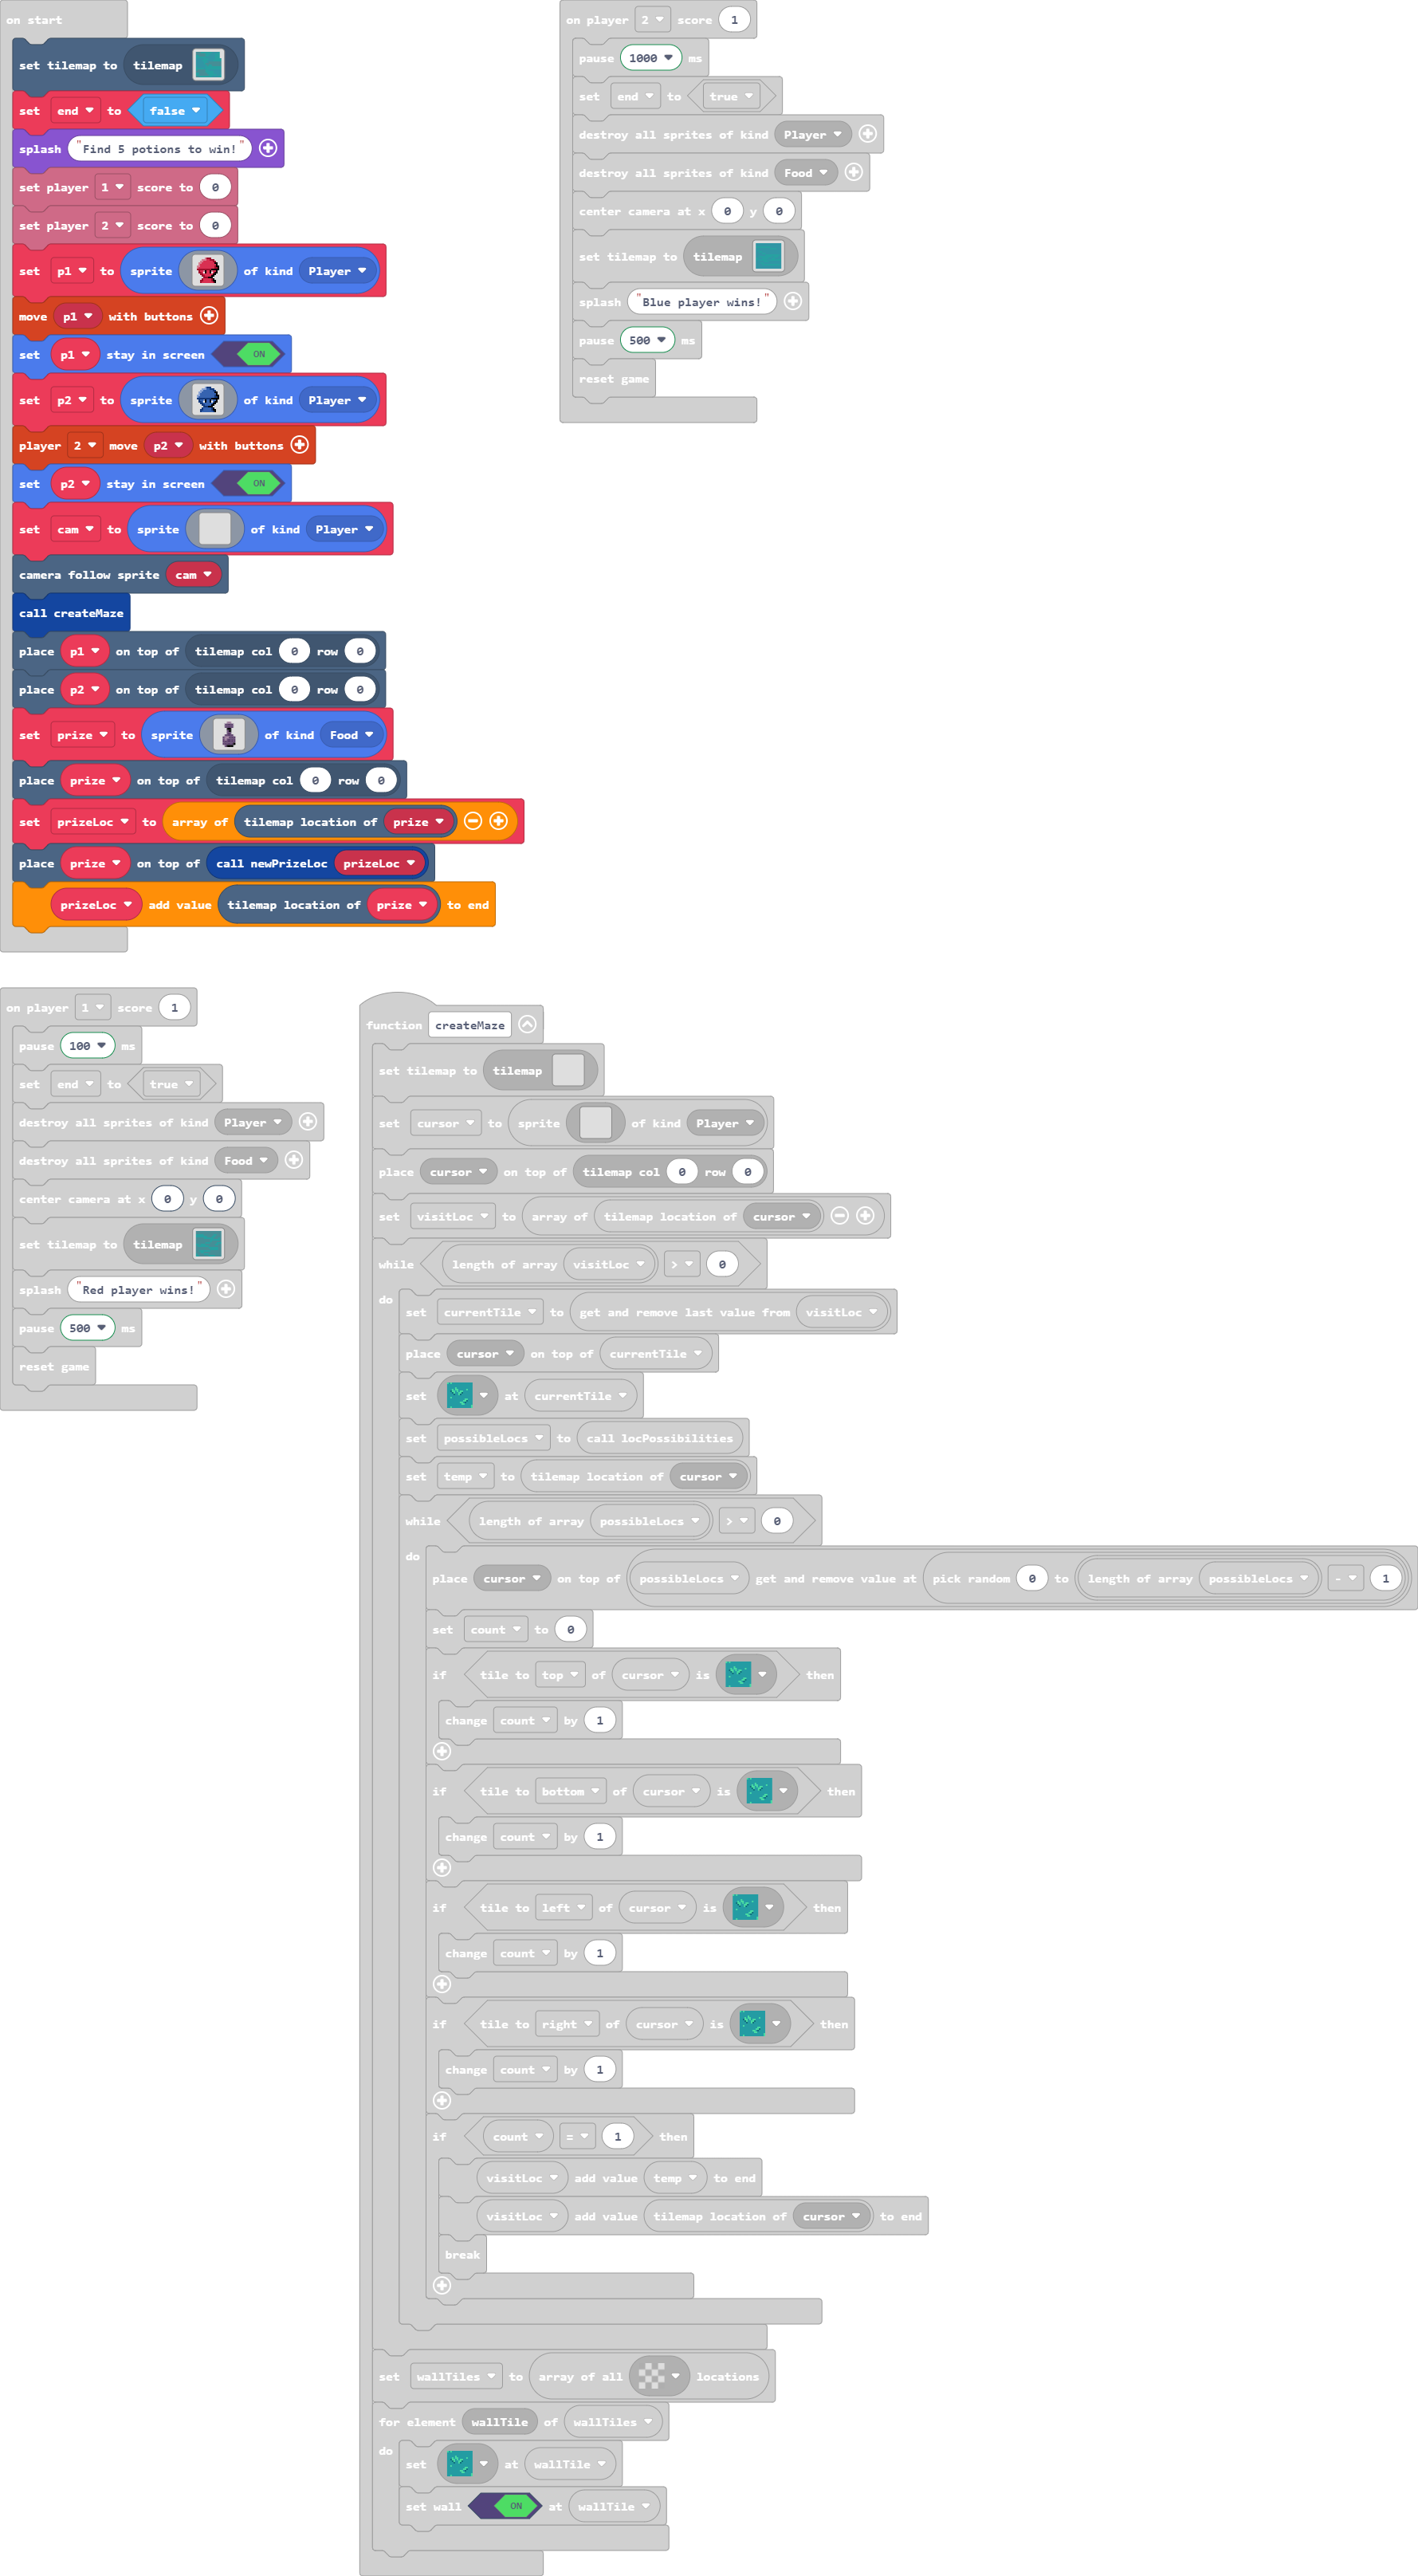 on start
set tilemap to tilemap
set end to false
splash "Find 5 potions to win!"
set player 1 score to 0
set player 2 score to 0
set p1 to sprite of kind Player
move p1 with buttons
set p1 stay in screen ON
set p2 to sprite of kind Player
player 2 move p2 with buttons
set p2 stay in screen ON
set cam to sprite of kind Player
camera follow sprite cam
call createMaze
place p1 on top of tilemap col 0 row 0
place p2 on top of tilemap col 0 row 0
set prize to sprite of kind Food
place prize on top of tilemap col 0 row 0
set prizeLoc to array of tilemap location of prize
place prize on top of call newPrizeLoc prizeLoc
prizeLoc add value tilemap location of prize to end
on player 2 score 1
pause 1000 ms
set end to true
destroy all sprites of kind Player
destroy all sprites of kind Food
center camera at x 0 y 0
set tilemap to tilemap
splash "Blue player wins!"
pause 500 ms
reset game
on player 1 score 1
pause 100 ms
set end to true
destroy all sprites of kind Player
destroy all sprites of kind Food
center camera at x 0 y 0
set tilemap to tilemap
splash "Red player wins!"
pause 500 ms
reset game
function createMaze
set tilemap to tilemap
set cursor to sprite of kind Player
place cursor on top of tilemap col 0 row 0
set visitLoc to array of tilemap location of cursor
while length of array visitLoc > 0
do
set currentTile to get and remove last value from visitLoc
place cursor on top of currentTile
set at currentTile
set possibleLocs to call locPossibilities
set temp to tilemap location of cursor
while length of array possibleLocs > 0
do
place cursor on top of possibleLocs get and remove value at pick random 0 to length of array possibleLocs - 1
set count to 0
if tile to top of cursor is then
change count by 1
if tile to bottom of cursor is then
change count by 1
if tile to left of cursor is then
change count by 1
if tile to right of cursor is then
change count by 1
if count = 1 then
visitLoc add value temp to end
visitLoc add value tilemap location of cursor to end
break
set wallTiles to array of all locations
for element wallTile of wallTiles
do
set at wallTile
set wall ON at wallTile